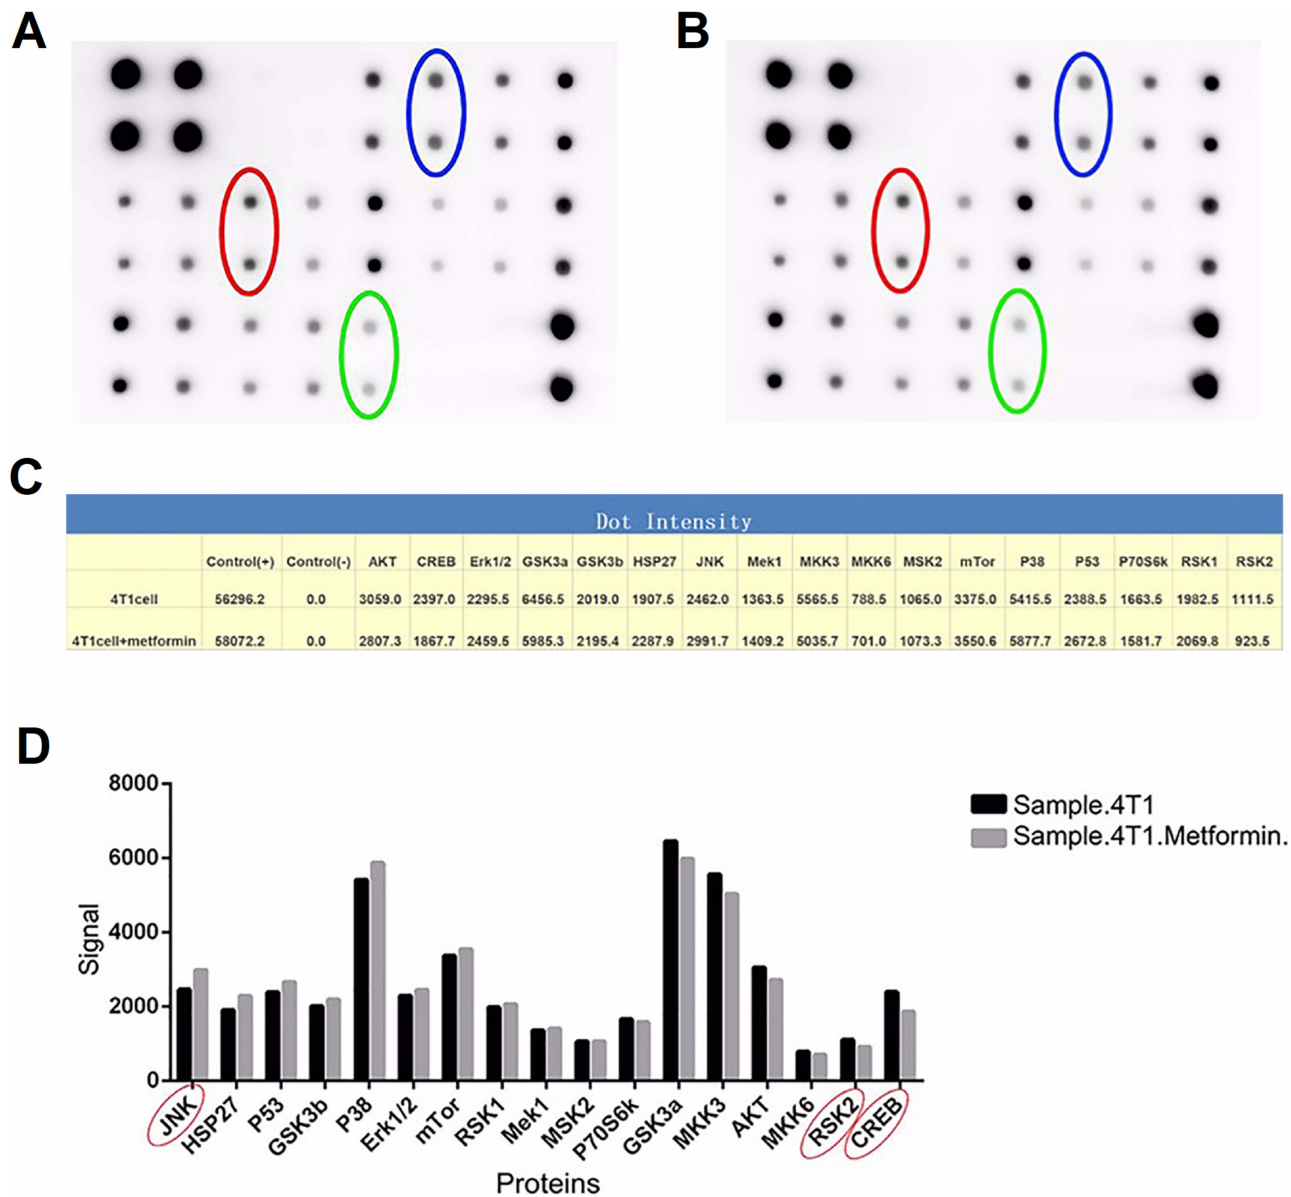 A
B
C
Dot Intensity
Control(+) Control(-) AKT CREB Erk1/2 GSK3a GSK3b HSP27 JNK Mek1 MKK3 MKK6 MSK2 mTor P38 P53 P70S6k RSK1 RSK2
4T1cell 56296.2 0.0 3059.0 2397.0 2295.5 6456.5 2019.0 1907.5 2462.0 1363.5 5565.5 788.5 1065.0 3375.0 5415.5 2388.5 1663.5 1982.5 1111.5
4T1cell+metformin 58072.2 0.0 2807.3 1867.7 2459.5 5985.3 2195.4 2287.9 2991.7 1409.2 5035.7 701.0 1073.3 3550.6 5877.7 2672.8 1581.7 2069.8 923.5
D
8000
6000
4000
2000
0
Signal
Sample.4T1
Sample.4T1.Metformin.
JNK
HSP27
P53
GSK3b
P38
Erk1/2
mTor
RSK1
Mek1
MSK2
P70S6k
GSK3a
MKK3
AKT
MKK6
RSK2
CREB
Proteins